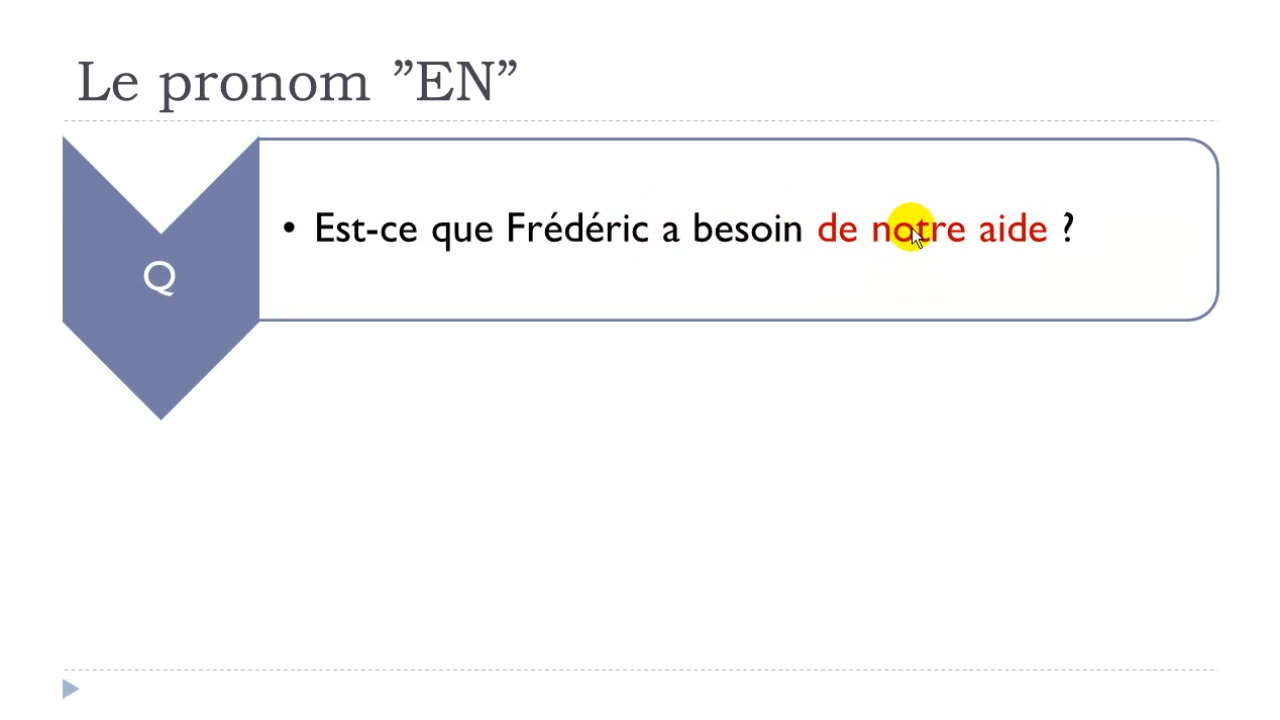 Le pronom ”EN”
• Est-ce que Frédéric a besoin de notre aide ?
Q